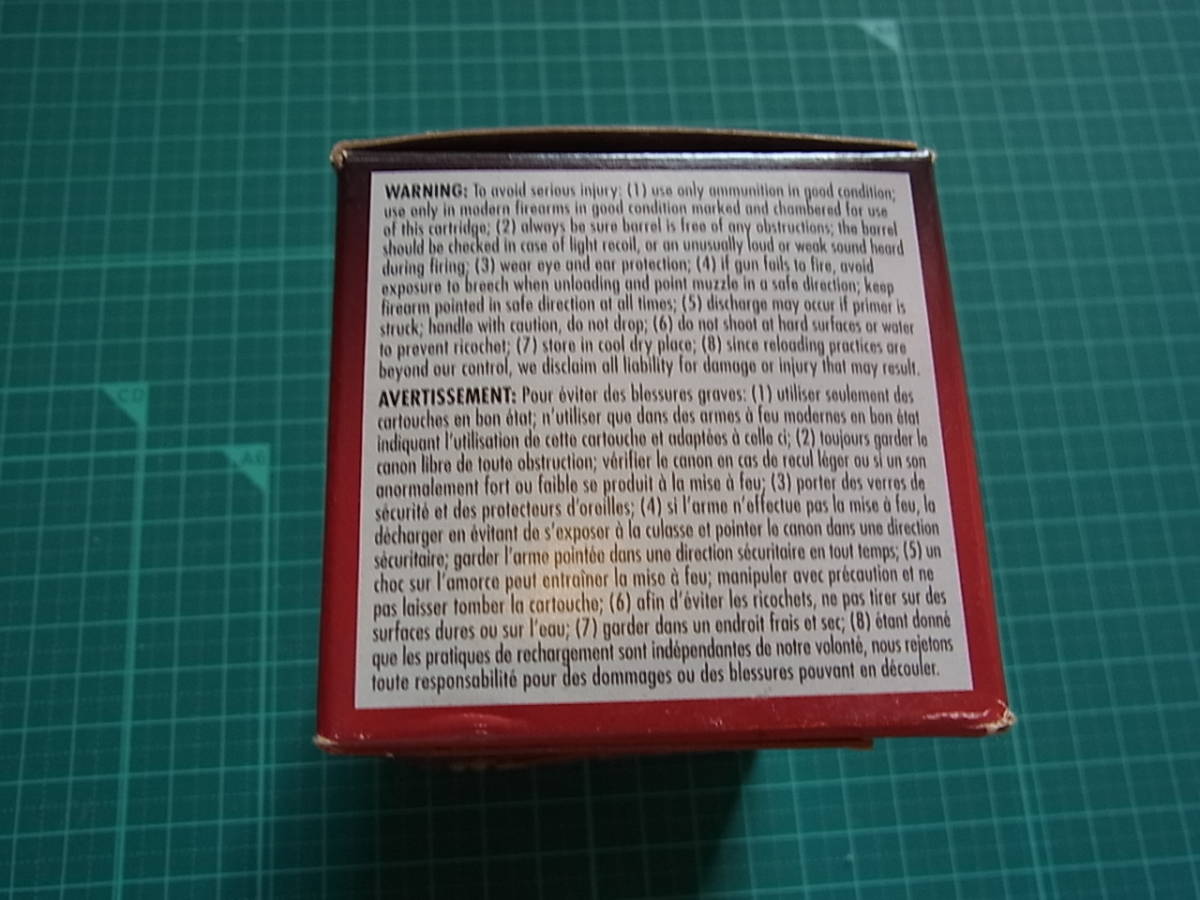 WARNING: To avoid serious injury: (1) use only ammunition in good condition;
use only in modern firearms in good condition marked and chambered for use
of this cartridge; (2) always be sure barrel is free of any obstructions; the barrel
should be checked in case of light recoil, or an unusually loud or weak sound heard
during firing; (3) wear eye and ear protection; (4) if gun fails to fire, avoid
exposure to breech when unloading and point muzzle in a safe direction; keep
firearm pointed in safe direction at all times; (5) discharge may occur if primer is
struck; handle with caution, do not drop; (6) do not shoot at hard surfaces or water
to prevent ricochet; (7) store in cool dry place; (8) since reloading practices are
beyond our control, we disclaim all liability for damage or injury that may result.
AVERTISSEMENT: Pour éviter des blessures graves: (1) utiliser seulement des
cartouches en bon état; n'utiliser que dans des armes à feu modernes en bon état
indiquant l'utilisation de cette cartouche et adaptées à celle ci; (2) toujours garder le
canon libre de toute obstruction; vérifier le canon en cas de recul léger ou si un son
anormalement fort ou faible se produit à la mise à feu; (3) porter des verres de
sécurité et des protecteurs d'oreilles; (4) si l'arme n'effectue pas la mise à feu, la
décharger en évitant de s'exposer à la culasse et pointer le canon dans une direction
sécuritaire; garder l'arme pointée dans une direction sécuritaire en tout temps; (5) un
choc sur l'amorce peut entraîner la mise à feu; manipuler avec précaution et ne
pas laisser tomber la cartouche; (6) afin d'éviter les ricochets, ne pas tirer sur des
surfaces dures ou sur l'eau; (7) garder dans un endroit frais et sec; (8) étant donné
que les pratiques de rechargement sont indépendantes de notre volonté, nous rejetons
toute responsabilité pour des dommages ou des blessures pouvant en découler.
CD
A6